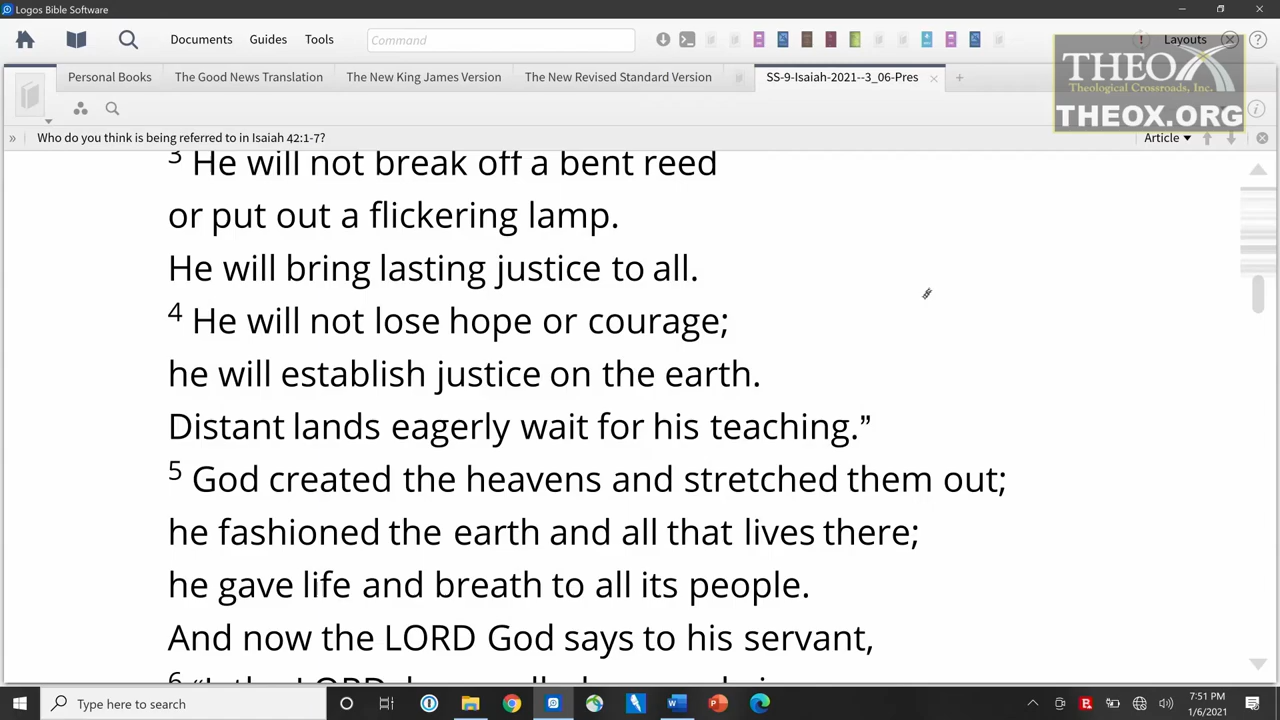 Logos Bible Software
Documents Guides Tools Command Layouts
Personal Books The Good News Translation The New King James Version The New Revised Standard Version SS-9-Isaiah-2021--3_06-Pres
THEOX
Theological Crossroads, Inc.
THEOX.ORG
Who do you think is being referred to in Isaiah 42:1-7? Article
3 He will not break off a bent reed
or put out a flickering lamp.
He will bring lasting justice to all.
4 He will not lose hope or courage;
he will establish justice on the earth.
Distant lands eagerly wait for his teaching.”
5 God created the heavens and stretched them out;
he fashioned the earth and all that lives there;
he gave life and breath to all its people.
And now the LORD God says to his servant,
Type here to search
7:51 PM
1/6/2021